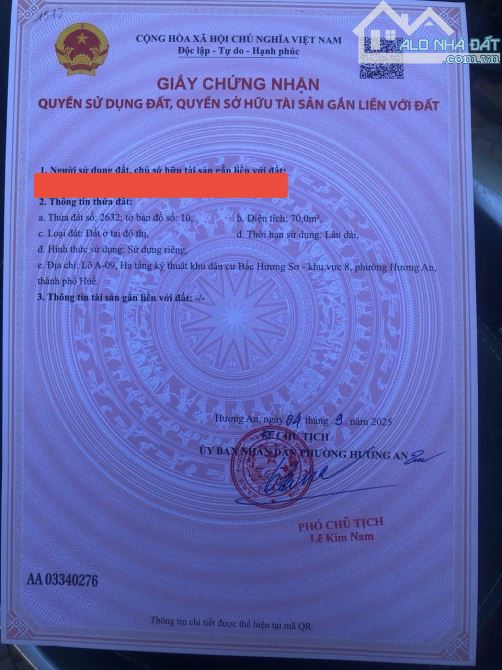 1517
ALO NHÀ ĐẤT
.com.vn
CỘNG HÒA XÃ HỘI CHỦ NGHĨA VIỆT NAM
Độc lập - Tự do - Hạnh phúc
GIẤY CHỨNG NHẬN
QUYỀN SỬ DỤNG ĐẤT, QUYỀN SỞ HỮU TÀI SẢN GẮN LIỀN VỚI ĐẤT
1. Người sử dụng đất, chủ sở hữu tài sản gắn liền với đất:
2. Thông tin thửa đất:
a. Thửa đất số: 2632; tờ bản đồ số: 10, b. Diện tích: 70,0m²,
c. Loại đất: Đất ở tại đô thị, d. Thời hạn sử dụng: Lâu dài,
đ. Hình thức sử dụng: Sử dụng riêng,
e. Địa chỉ: Lô A-09, Hạ tầng kỹ thuật khu dân cư Bắc Hương Sơ - khu vực 8, phường Hương An,
thành phố Huế.
3. Thông tin tài sản gắn liền với đất: -/-
Hương An, ngày 04 tháng 9 năm 2025
KT. CHỦ TỊCH
ỦY BAN NHÂN DÂN PHƯỜNG HƯƠNG AN
PHÓ CHỦ TỊCH
Lê Kim Nam
AA 03340276
Thông tin chi tiết được thể hiện tại mã QR.